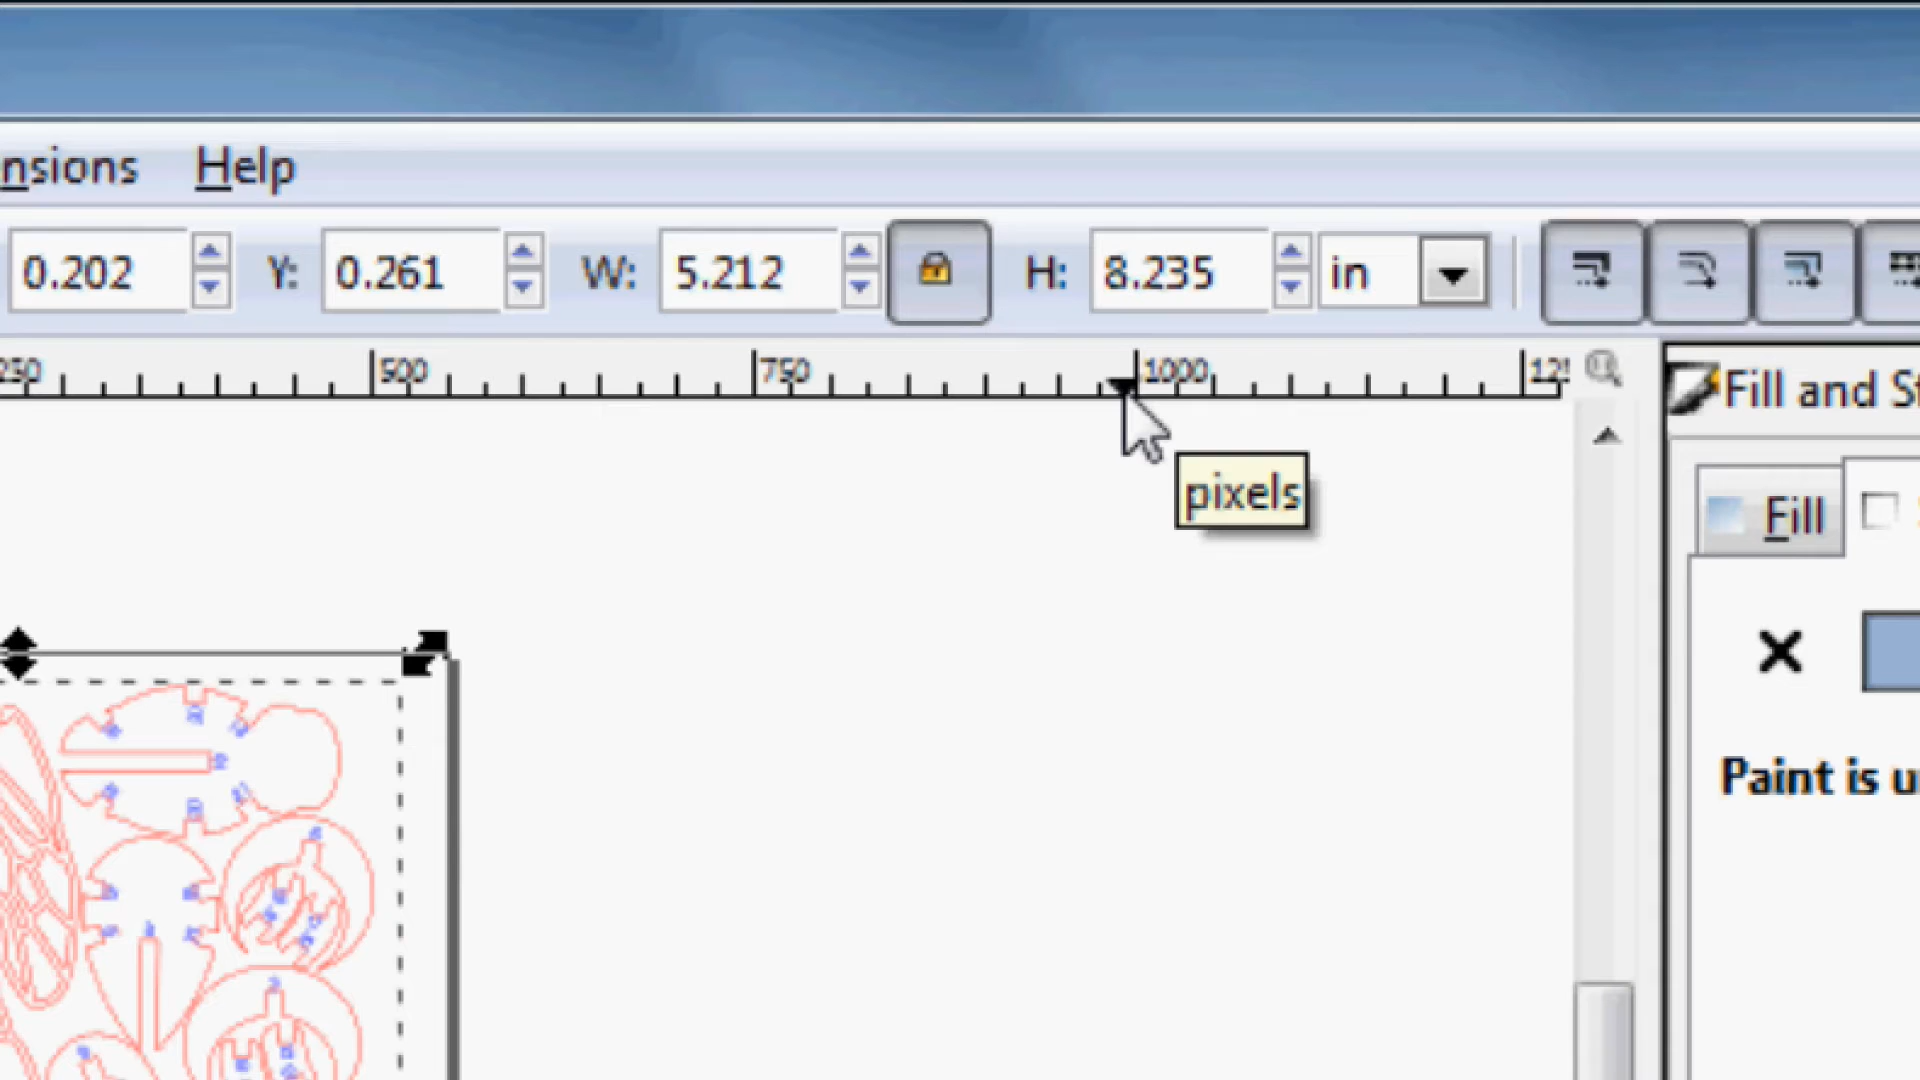 nsions Help
0.202 Y: 0.261 W: 5.212 H: 8.235 in
250 500 750 1000 125
Fill and St
pixels
Fill
Paint is u